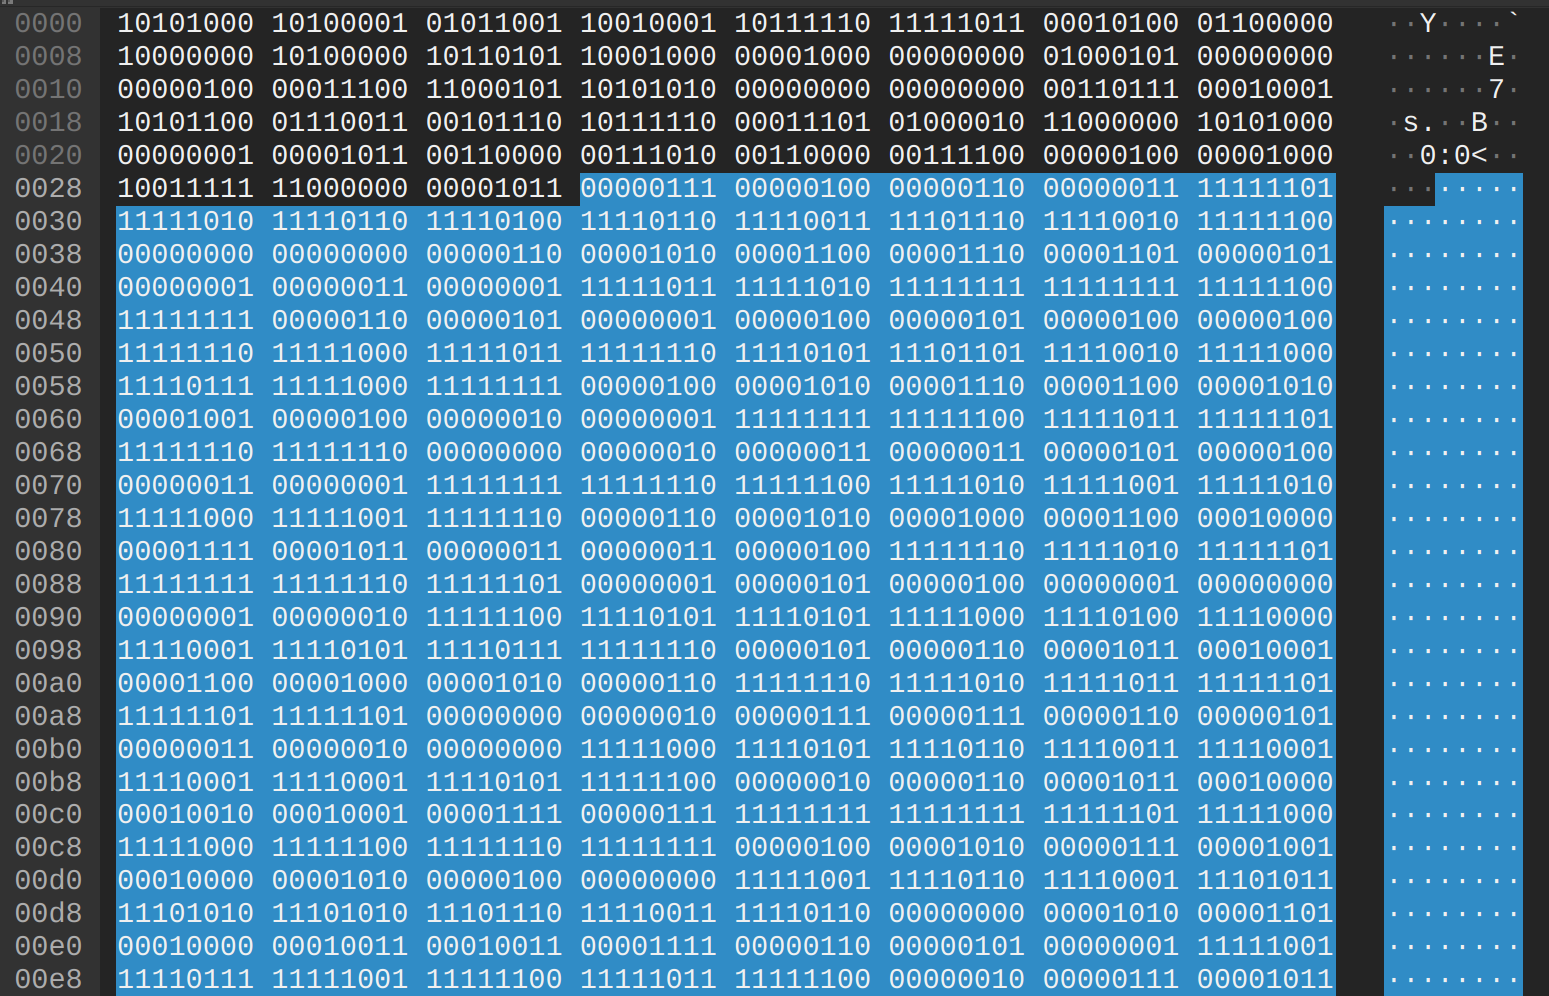 0000 10101000 10100001 01011001 10010001 10111110 11111011 00010100 01100000 ··Y····`
0008 10000000 10100000 10110101 10001000 00001000 00000000 01000101 00000000 ······E·
0010 00000100 00011100 11000101 10101010 00000000 00000000 00110111 00010001 ······7·
0018 10101100 01110011 00101110 10111110 00011101 01000010 11000000 10101000 ·s.··B··
0020 00000001 00001011 00110000 00111010 00110000 00111100 00000100 00001000 ··0:0<··
0028 10011111 11000000 00001011 00000111 00000100 00000110 00000011 11111101 ········
0030 11111010 11110110 11110100 11110110 11110011 11101101 11110010 11111100 ········
0038 00000000 00000000 00000110 00001010 00001100 00001110 00001101 00000101 ········
0040 00000001 00000011 00000001 11111011 11111010 11111111 11111111 11111100 ········
0048 11111111 00000110 00000101 00000001 00000100 00000101 00000100 00000100 ········
0050 11111110 11111000 11111011 11111110 11110101 11101101 11110010 11111000 ········
0058 11110111 11111000 11111111 00000100 00001010 00001110 00001100 00001010 ········
0060 00001001 00000100 00000010 00000001 11111111 11111100 11111011 11111101 ········
0068 11111110 11111110 00000000 00000010 00000011 00000011 00000101 00000100 ········
0070 00000011 00000001 11111111 11111110 11111100 11111010 11111001 11111010 ········
0078 11111000 11111001 11111110 00000110 00001010 00001000 00001100 00010000 ········
0080 00001111 00001011 00000011 00000011 00000100 11111110 11111010 11111101 ········
0088 11111111 11111110 11111101 00000001 00000101 00000100 00000001 00000000 ········
0090 00000001 00000010 11111100 11110101 11110101 11111000 11110100 11110000 ········
0098 11110001 11110101 11110111 11111110 00000101 00000110 00001011 00010001 ········
00a0 00001100 00001000 00001010 00000110 11111110 11111010 11111011 11111101 ········
00a8 11111101 11111101 00000000 00000010 00000111 00000111 00000110 00000101 ········
00b0 00000011 00000010 00000000 11111000 11110101 11110110 11110011 11110001 ········
00b8 11110001 11110001 11110101 11111100 00000010 00000110 00001011 00010000 ········
00c0 00010010 00010001 00001111 00000111 11111111 11111111 11111101 11111000 ········
00c8 11111000 11111100 11111110 11111111 00000100 00001010 00000111 00001001 ········
00d0 00010000 00001010 00000100 00000000 11111001 11110110 11110001 11101011 ········
00d8 11101010 11101010 11101110 11110011 11110110 00000000 00001010 00001101 ········
00e0 00010000 00010011 00010011 00001111 00000110 00000101 00000001 11111001 ········
00e8 11110111 11111001 11111100 11111011 11111100 00000010 00000111 00001011 ········